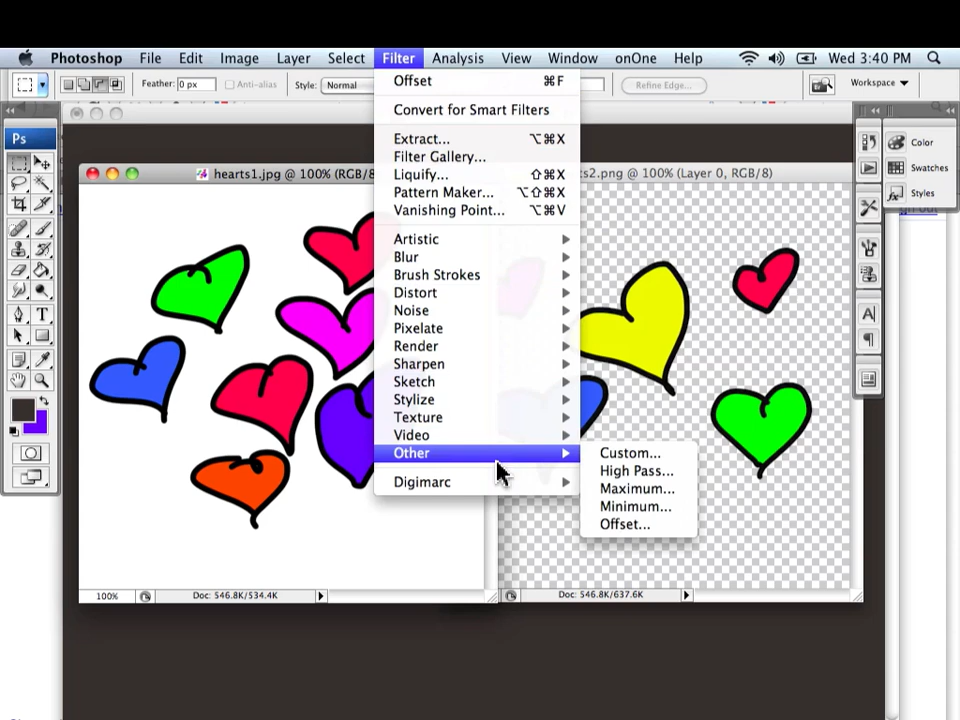 Photoshop File Edit Image Layer Select Filter Analysis View Window onOne Help Wed 3:40 PM
Feather: 0 px Anti-alias Style: Normal Refine Edge... Workspace
Offset ⌘F
Convert for Smart Filters
Extract... ⌥⌘X
Filter Gallery...
Liquify... ⇧⌘X
Pattern Maker... ⌥⇧⌘X
Vanishing Point... ⌥⌘V
Artistic
Blur
Brush Strokes
Distort
Noise
Pixelate
Render
Sharpen
Sketch
Stylize
Texture
Video
Other
Digimarc
Custom...
High Pass...
Maximum...
Minimum...
Offset...
Ps
T
hearts1.jpg @ 100% (RGB/8
ts2.png @ 100% (Layer 0, RGB/8)
Color
Swatches
Styles
A
100% Doc: 546.8K/534.4K
Doc: 546.8K/637.6K